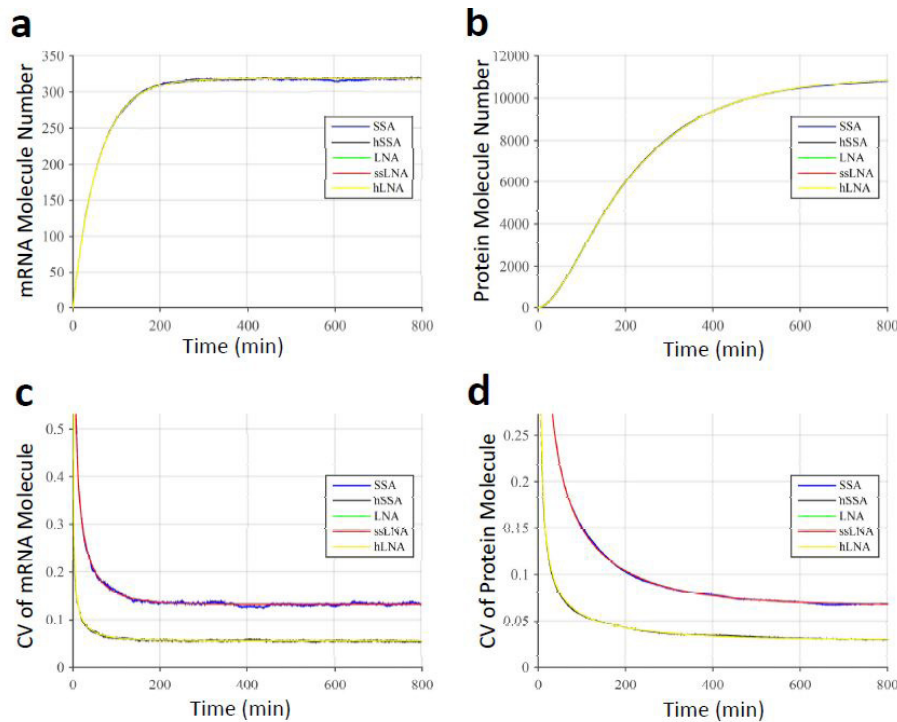 a
mRNA Molecule Number
350
300
250
200
150
100
50
0
0 200 400 600 800
Time (min)
SSA
hSSA
LNA
ssLNA
hLNA
b
Protein Molecule Number
12000
10000
8000
6000
4000
2000
0
0 200 400 600 800
Time (min)
SSA
hSSA
LNA
ssLNA
hLNA
c
CV of mRNA Molecule
0.5
0.4
0.3
0.2
0.1
0
0 200 400 600 800
Time (min)
SSA
hSSA
LNA
ssLNA
hLNA
d
CV of Protein Molecule
0.25
0.2
0.15
0.1
0.05
0
0 200 400 600 800
Time (min)
SSA
hSSA
LNA
ssLNA
hLNA